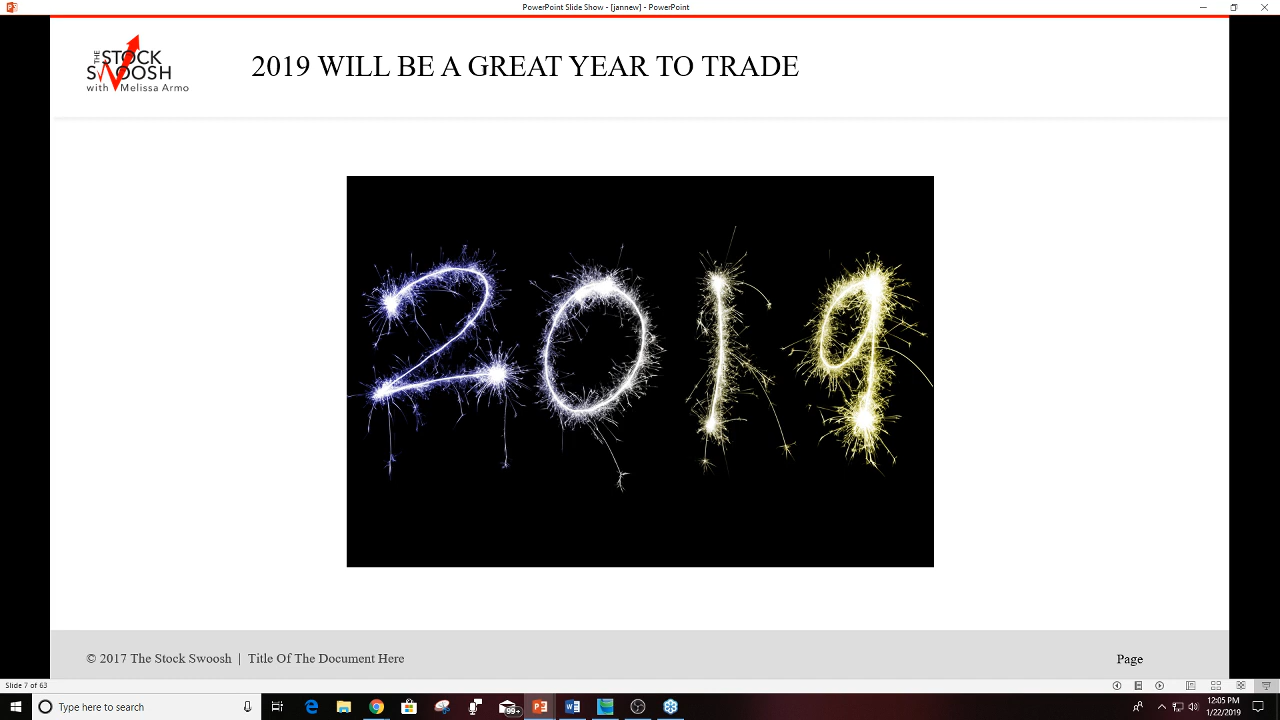 PowerPoint Slide Show - [jannew] - PowerPoint
THE STOCK SWOOSH
with Melissa Armo
2019 WILL BE A GREAT YEAR TO TRADE
2019
© 2017 The Stock Swoosh | Title Of The Document Here
Page
Slide 7 of 63
Type here to search
99+
12:05 PM
1/22/2019